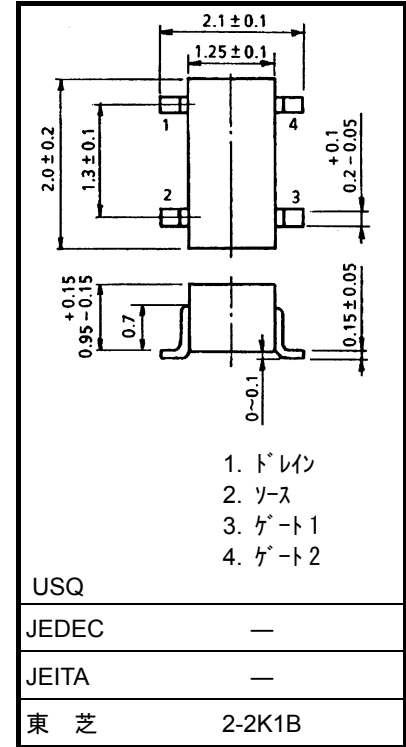 2.1±0.1
1.25±0.1
1
4
2.0±0.2
1.3±0.1
+0.1
0.2−0.05
2
3
+0.15
0.95−0.15
0.7
0.15±0.05
0~0.1
1. ﾄﾞﾚｲﾝ
2. ｿｰｽ
3. ｹﾞｰﾄ1
4. ｹﾞｰﾄ2
USQ
JEDEC ―
JEITA ―
東 芝 2-2K1B